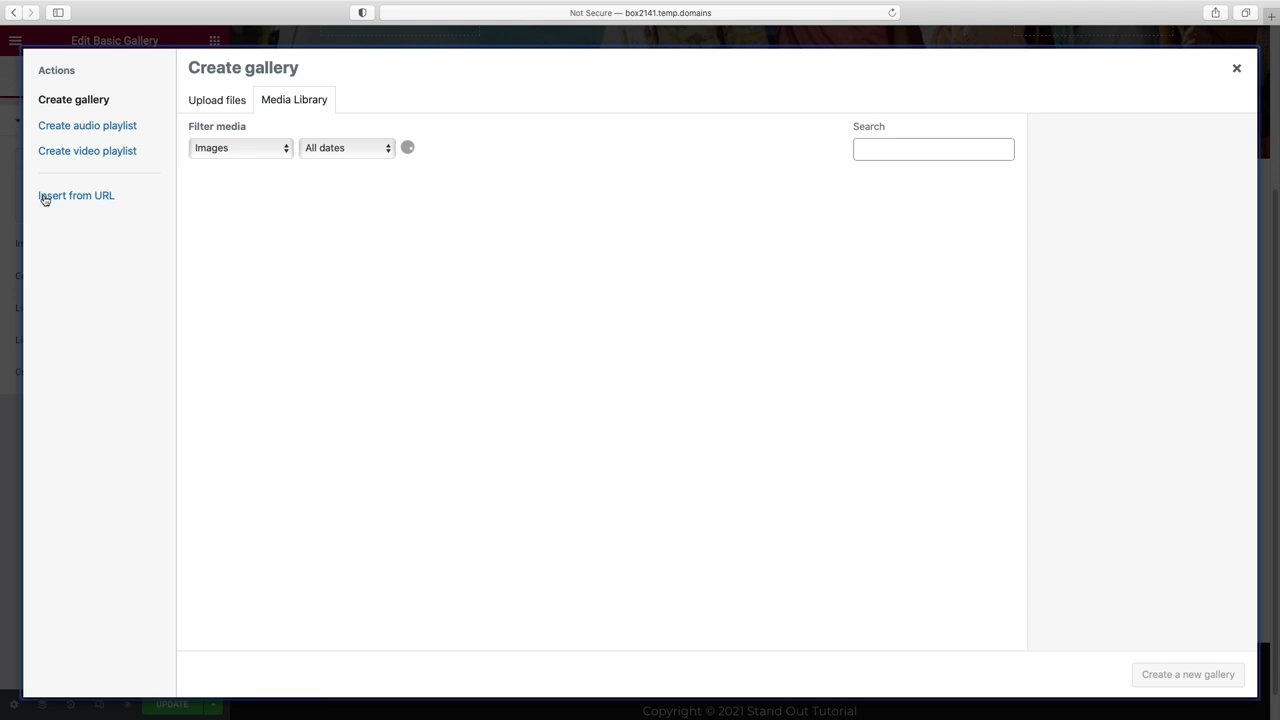 Not Secure — box2141.temp.domains
Edit Basic Gallery
Actions
Create gallery
Create audio playlist
Create video playlist
Insert from URL
Create gallery
Upload files
Media Library
Filter media
Images
All dates
Search
Create a new gallery
UPDATE
Copyright © 2021 Stand Out Tutorial